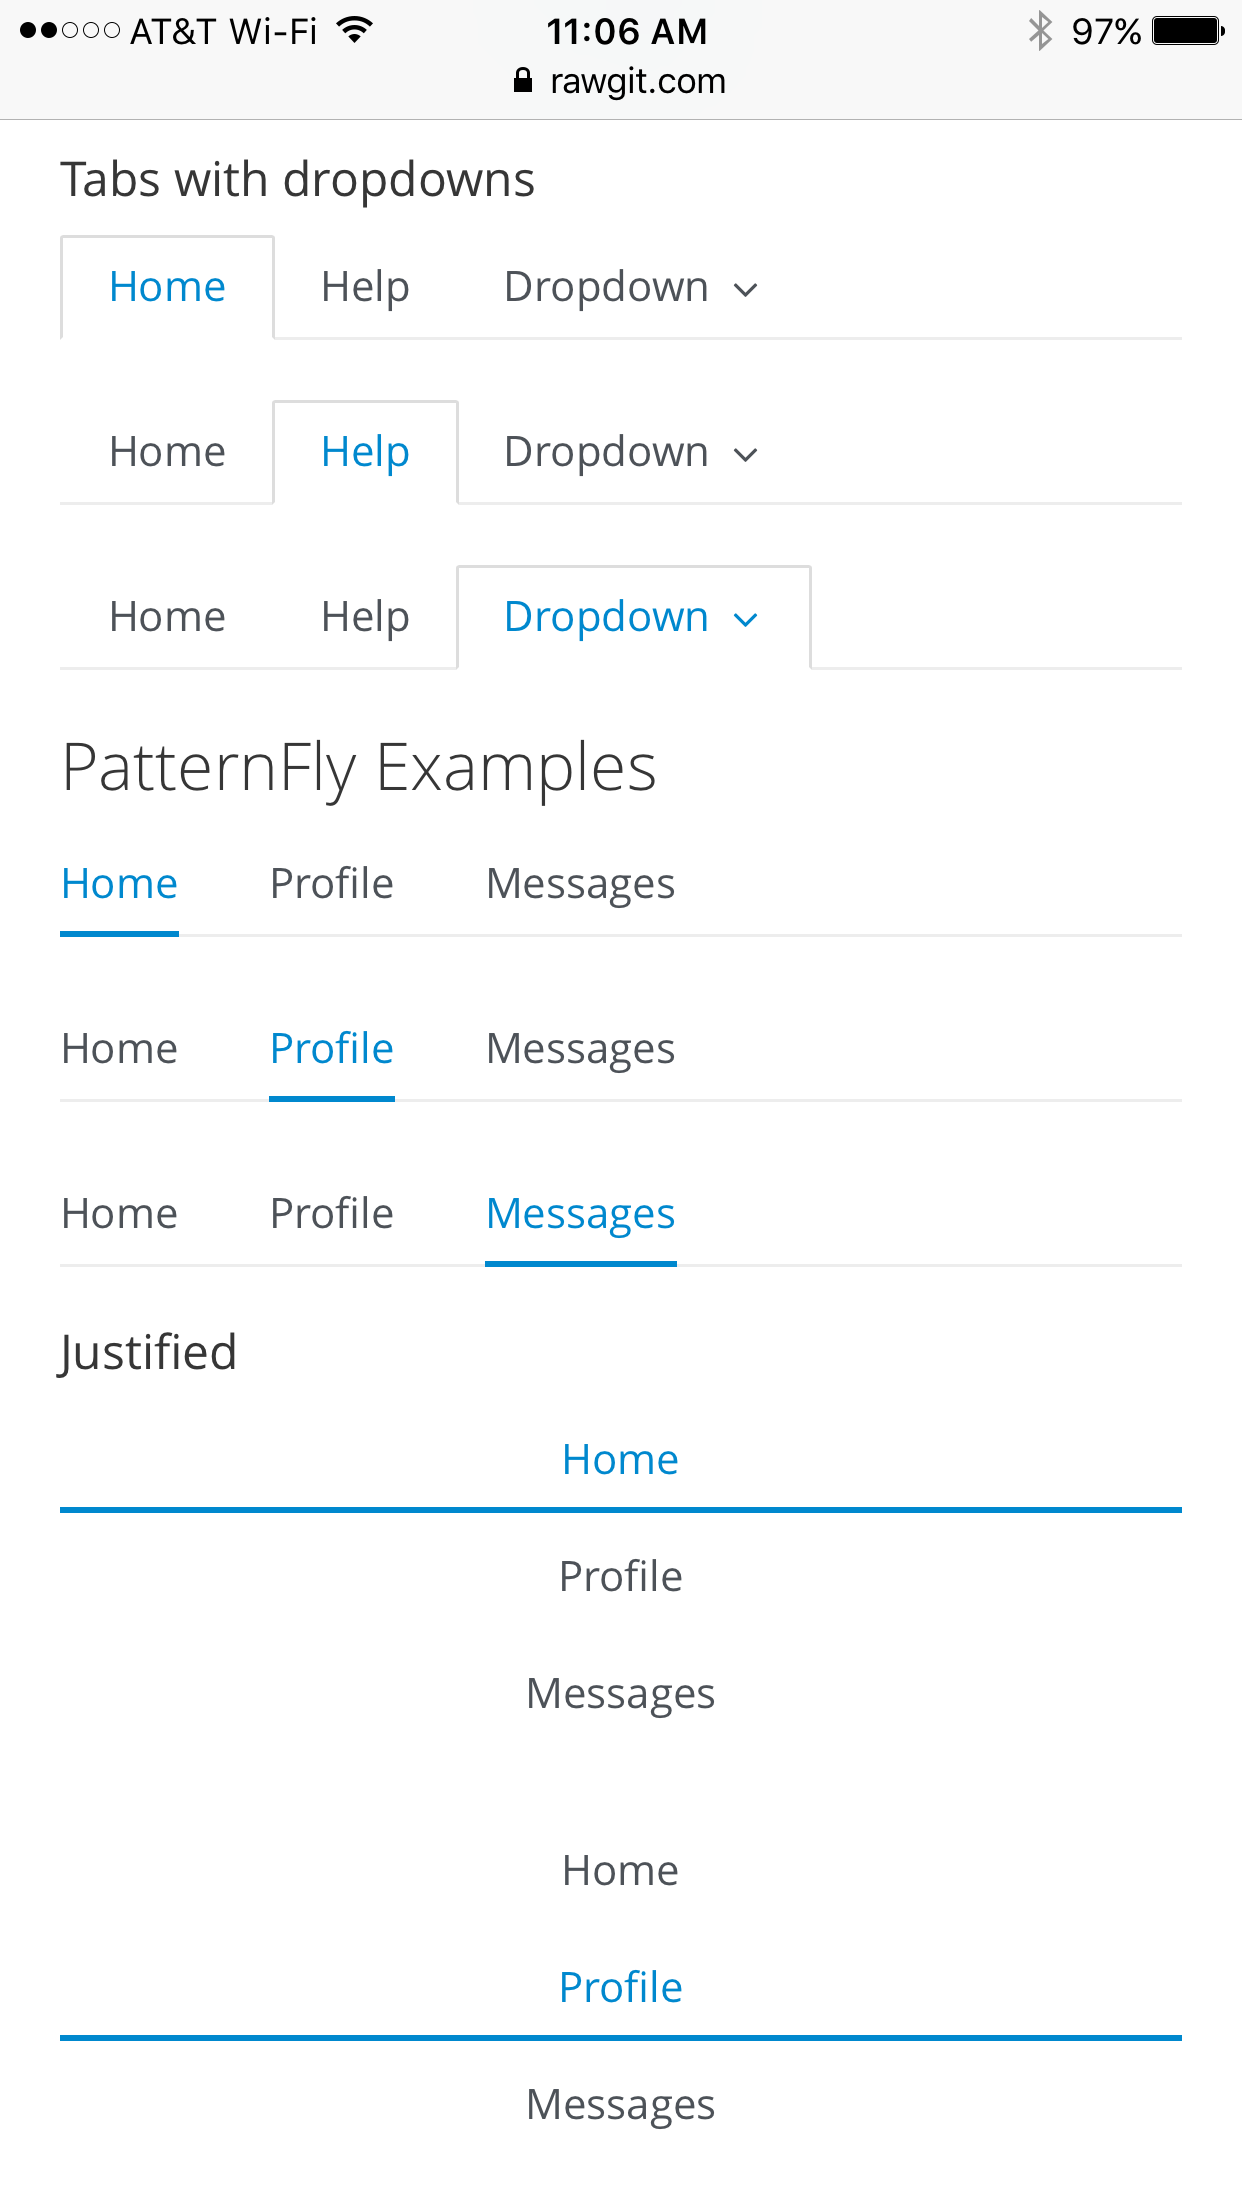 AT&T Wi-Fi 11:06 AM 97%
rawgit.com
Tabs with dropdowns
Home Help Dropdown
Home Help Dropdown
Home Help Dropdown
PatternFly Examples
Home Profile Messages
Home Profile Messages
Home Profile Messages
Justified
Home
Profile
Messages
Home
Profile
Messages